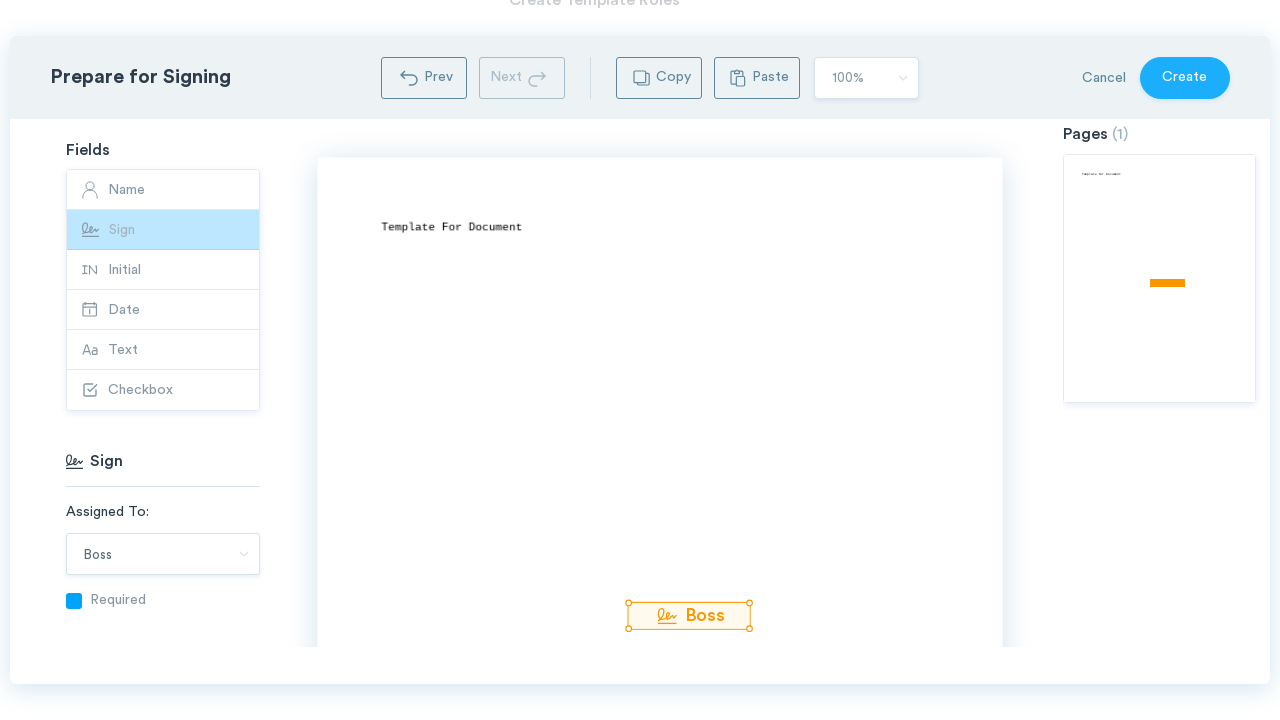 Create Template Roles
Prepare for Signing
Prev
Next
Copy
Paste
100%
Cancel
Create
Fields
Name
Sign
IN Initial
Date
Aa Text
Checkbox
Sign
Assigned To:
Boss
Required
Template For Document
Boss
Pages (1)
Template For Document